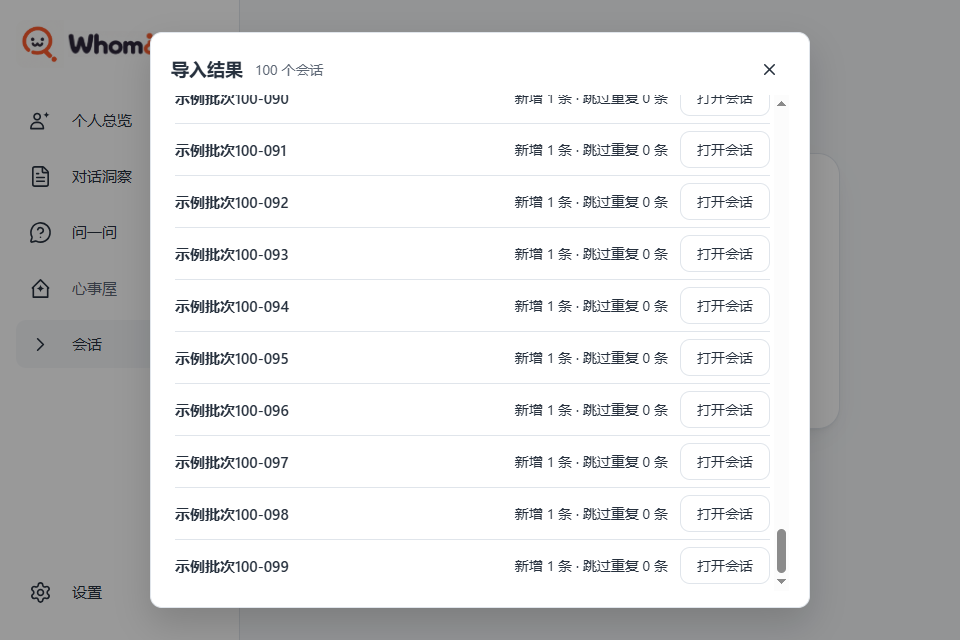 Whom
个人总览
对话洞察
问一问
心事屋
会话
设置
导入结果 100 个会话
示例批次100-090 新增 1 条 · 跳过重复 0 条 打开会话
示例批次100-091 新增 1 条 · 跳过重复 0 条 打开会话
示例批次100-092 新增 1 条 · 跳过重复 0 条 打开会话
示例批次100-093 新增 1 条 · 跳过重复 0 条 打开会话
示例批次100-094 新增 1 条 · 跳过重复 0 条 打开会话
示例批次100-095 新增 1 条 · 跳过重复 0 条 打开会话
示例批次100-096 新增 1 条 · 跳过重复 0 条 打开会话
示例批次100-097 新增 1 条 · 跳过重复 0 条 打开会话
示例批次100-098 新增 1 条 · 跳过重复 0 条 打开会话
示例批次100-099 新增 1 条 · 跳过重复 0 条 打开会话